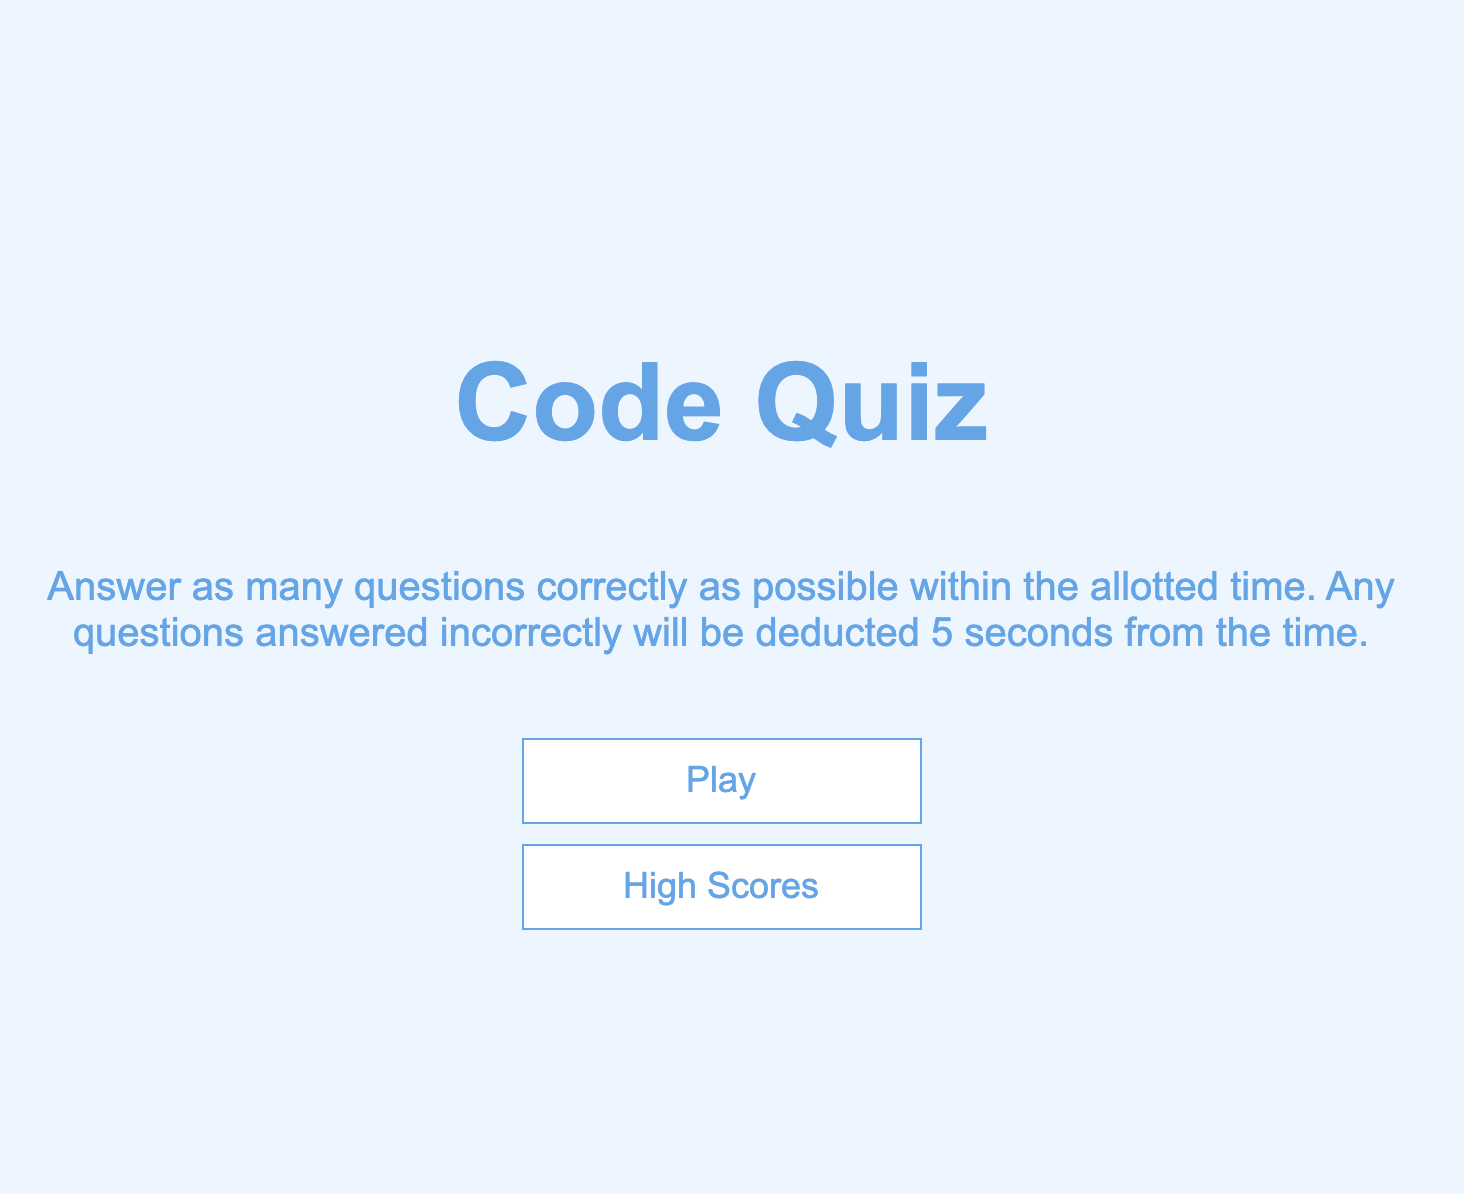 Code Quiz
Answer as many questions correctly as possible within the allotted time. Any
questions answered incorrectly will be deducted 5 seconds from the time.
Play
High Scores